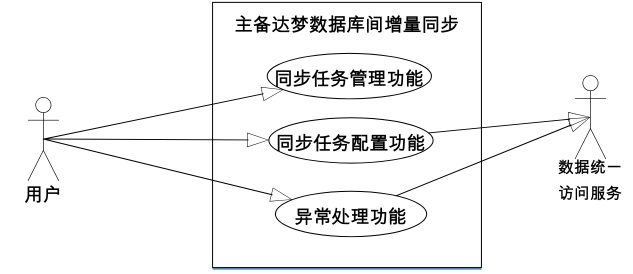 主备达梦数据库间增量同步
同步任务管理功能
同步任务配置功能
异常处理功能
用户
数据统一
访问服务